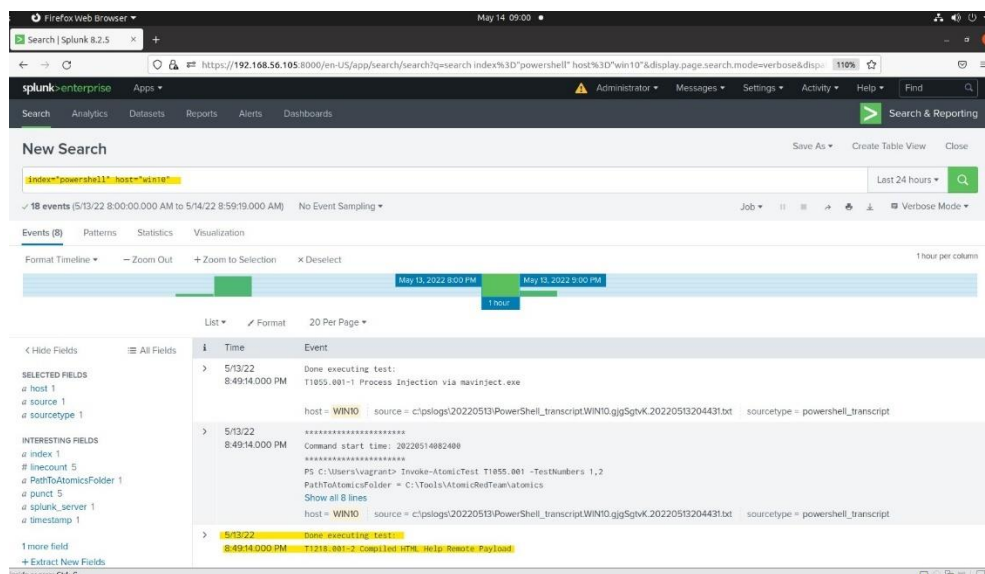 Firefox Web Browser
May 14 09:00
Search | Splunk 8.2.5
https://192.168.56.105:8000/en-US/app/search/search?q=search index%3D"powershell" host%3D"win10"&display.page.search.mode=verbose&dispa
110%
splunk>enterprise Apps
Administrator Messages Settings Activity Help Find
Search Analytics Datasets Reports Alerts Dashboards
Search & Reporting
New Search
Save As Create Table View Close
index="powershell" host="win10"
Last 24 hours
18 events (5/13/22 8:00:00.000 AM to 5/14/22 8:59:19.000 AM) No Event Sampling
Job Verbose Mode
Events (8) Patterns Statistics Visualization
Format Timeline – Zoom Out + Zoom to Selection × Deselect
1 hour per column
May 13, 2022 8:00 PM
May 13, 2022 9:00 PM
1 hour
List Format 20 Per Page
< Hide Fields All Fields
i Time Event
SELECTED FIELDS
a host 1
a source 1
a sourcetype 1
INTERESTING FIELDS
a index 1
# linecount 5
a PathToAtomicsFolder 1
a punct 5
a splunk_server 1
a timestamp 1
1 more field
+ Extract New Fields
> 5/13/22 Done executing test:
8:49:14.000 PM T1055.001-1 Process Injection via mavinject.exe
host = WIN10 source = c:\pslogs\20220513\PowerShell_transcript.WIN10.gjgSgtvK.20220513204431.txt sourcetype = powershell_transcript
> 5/13/22 **********************
8:49:14.000 PM Command start time: 20220514082400
**********************
PS C:\Users\vagrant> Invoke-AtomicTest T1055.001 -TestNumbers 1,2
PathToAtomicsFolder = C:\Tools\AtomicRedTeam\atomics
Show all 8 lines
host = WIN10 source = c:\pslogs\20220513\PowerShell_transcript.WIN10.gjgSgtvK.20220513204431.txt sourcetype = powershell_transcript
> 5/13/22 Done executing test:
8:49:14.000 PM T1218.001-2 Compiled HTML Help Remote Payload